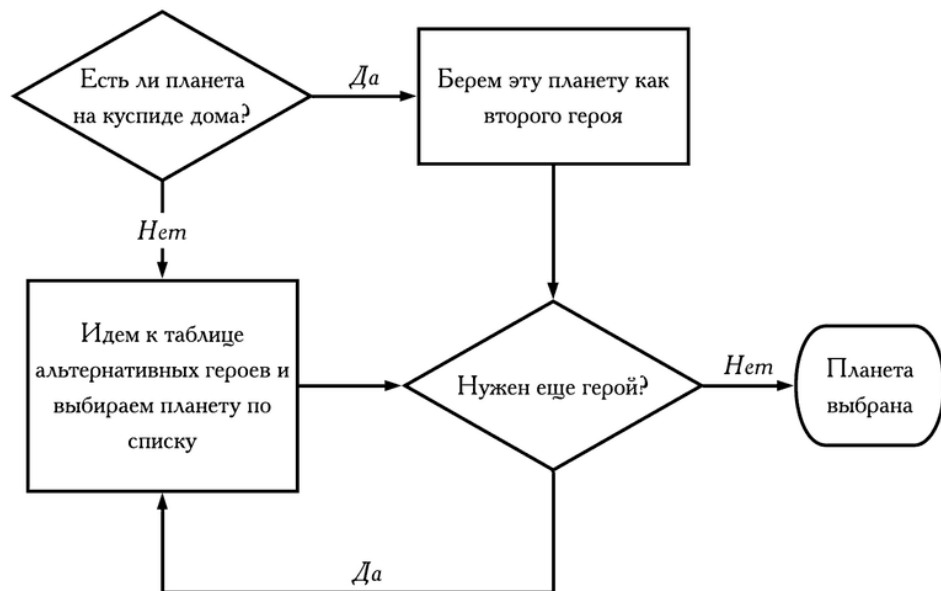 Есть ли планета
на куспиде дома?
Да
Берем эту планету как
второго героя
Нет
Идем к таблице
альтернативных героев и
выбираем планету по
списку
Нужен еще герой?
Нет
Планета
выбрана
Да